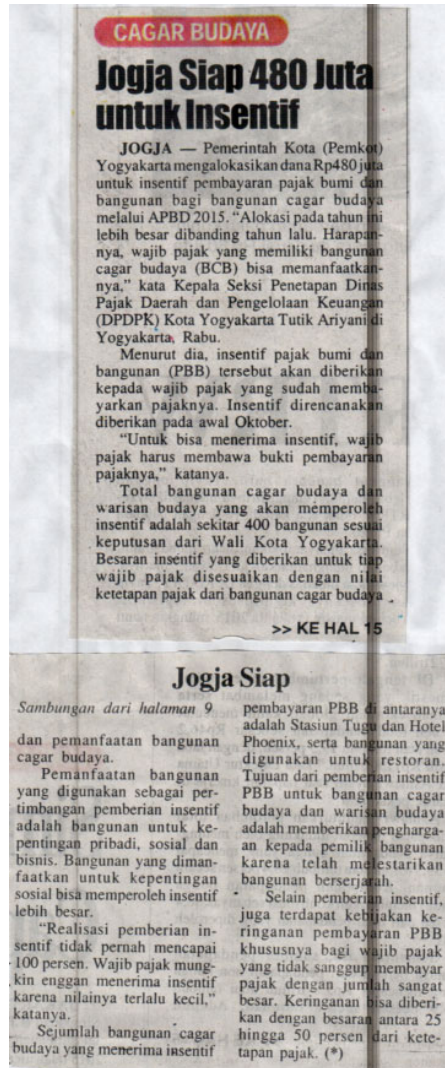 CAGAR BUDAYA
Jogja Siap 480 Juta
untuk Insentif
JOGJA — Pemerintah Kota (Pemkot)
Yogyakarta mengalokasikan dana Rp480 juta
untuk insentif pembayaran pajak bumi dan
bangunan bagi bangunan cagar budaya
melalui APBD 2015. “Alokasi pada tahun ini
lebih besar dibanding tahun lalu. Harapan-
nya, wajib pajak yang memiliki bangunan
cagar budaya (BCB) bisa memanfaatkan-
nya,” kata Kepala Seksi Penetapan Dinas
Pajak Daerah dan Pengelolaan Keuangan
(DPDPK) Kota Yogyakarta Tutik Ariyani di
Yogyakarta, Rabu.
Menurut dia, insentif pajak bumi dan
bangunan (PBB) tersebut akan diberikan
kepada wajib pajak yang sudah memba-
yarkan pajaknya. Insentif direncanakan
diberikan pada awal Oktober.
“Untuk bisa menerima insentif, wajib
pajak harus membawa bukti pembayaran
pajaknya,” katanya.
Total bangunan cagar budaya dan
warisan budaya yang akan memperoleh
insentif adalah sekitar 400 bangunan sesuai
keputusan dari Wali Kota Yogyakarta.
Besaran insentif yang diberikan untuk tiap
wajib pajak disesuaikan dengan nilai
ketetapan pajak dari bangunan cagar budaya
>> KE HAL 15
Jogja Siap
Sambungan dari halaman 9
dan pemanfaatan bangunan
cagar budaya.
Pemanfaatan bangunan
yang digunakan sebagai per-
timbangan pemberian insentif
adalah bangunan untuk ke-
pentingan pribadi, sosial dan
bisnis. Bangunan yang diman-
faatkan untuk kepentingan
sosial bisa memperoleh insentif
lebih besar.
“Realisasi pemberian in-
sentif tidak pernah mencapai
100 persen. Wajib pajak mung-
kin enggan menerima insentif
karena nilainya terlalu kecil,”
katanya.
Sejumlah bangunan cagar
budaya yang menerima insentif
pembayaran PBB di antaranya
adalah Stasiun Tugu dan Hotel
Phoenix, serta bangunan yang
digunakan untuk restoran.
Tujuan dari pemberian insentif
PBB untuk bangunan cagar
budaya dan warisan budaya
adalah memberikan pengharga-
an kepada pemilik bangunan
karena telah melestarikan
bangunan berserjarah.
Selain pemberian insentif,
juga terdapat kebijakan ke-
ringanan pembayaran PBB
khususnya bagi wajib pajak
yang tidak sanggup membayar
pajak dengan jumlah sangat
besar. Keringanan bisa diberi-
kan dengan besaran antara 25
hingga 50 persen dari kete-
tapan pajak. (*)